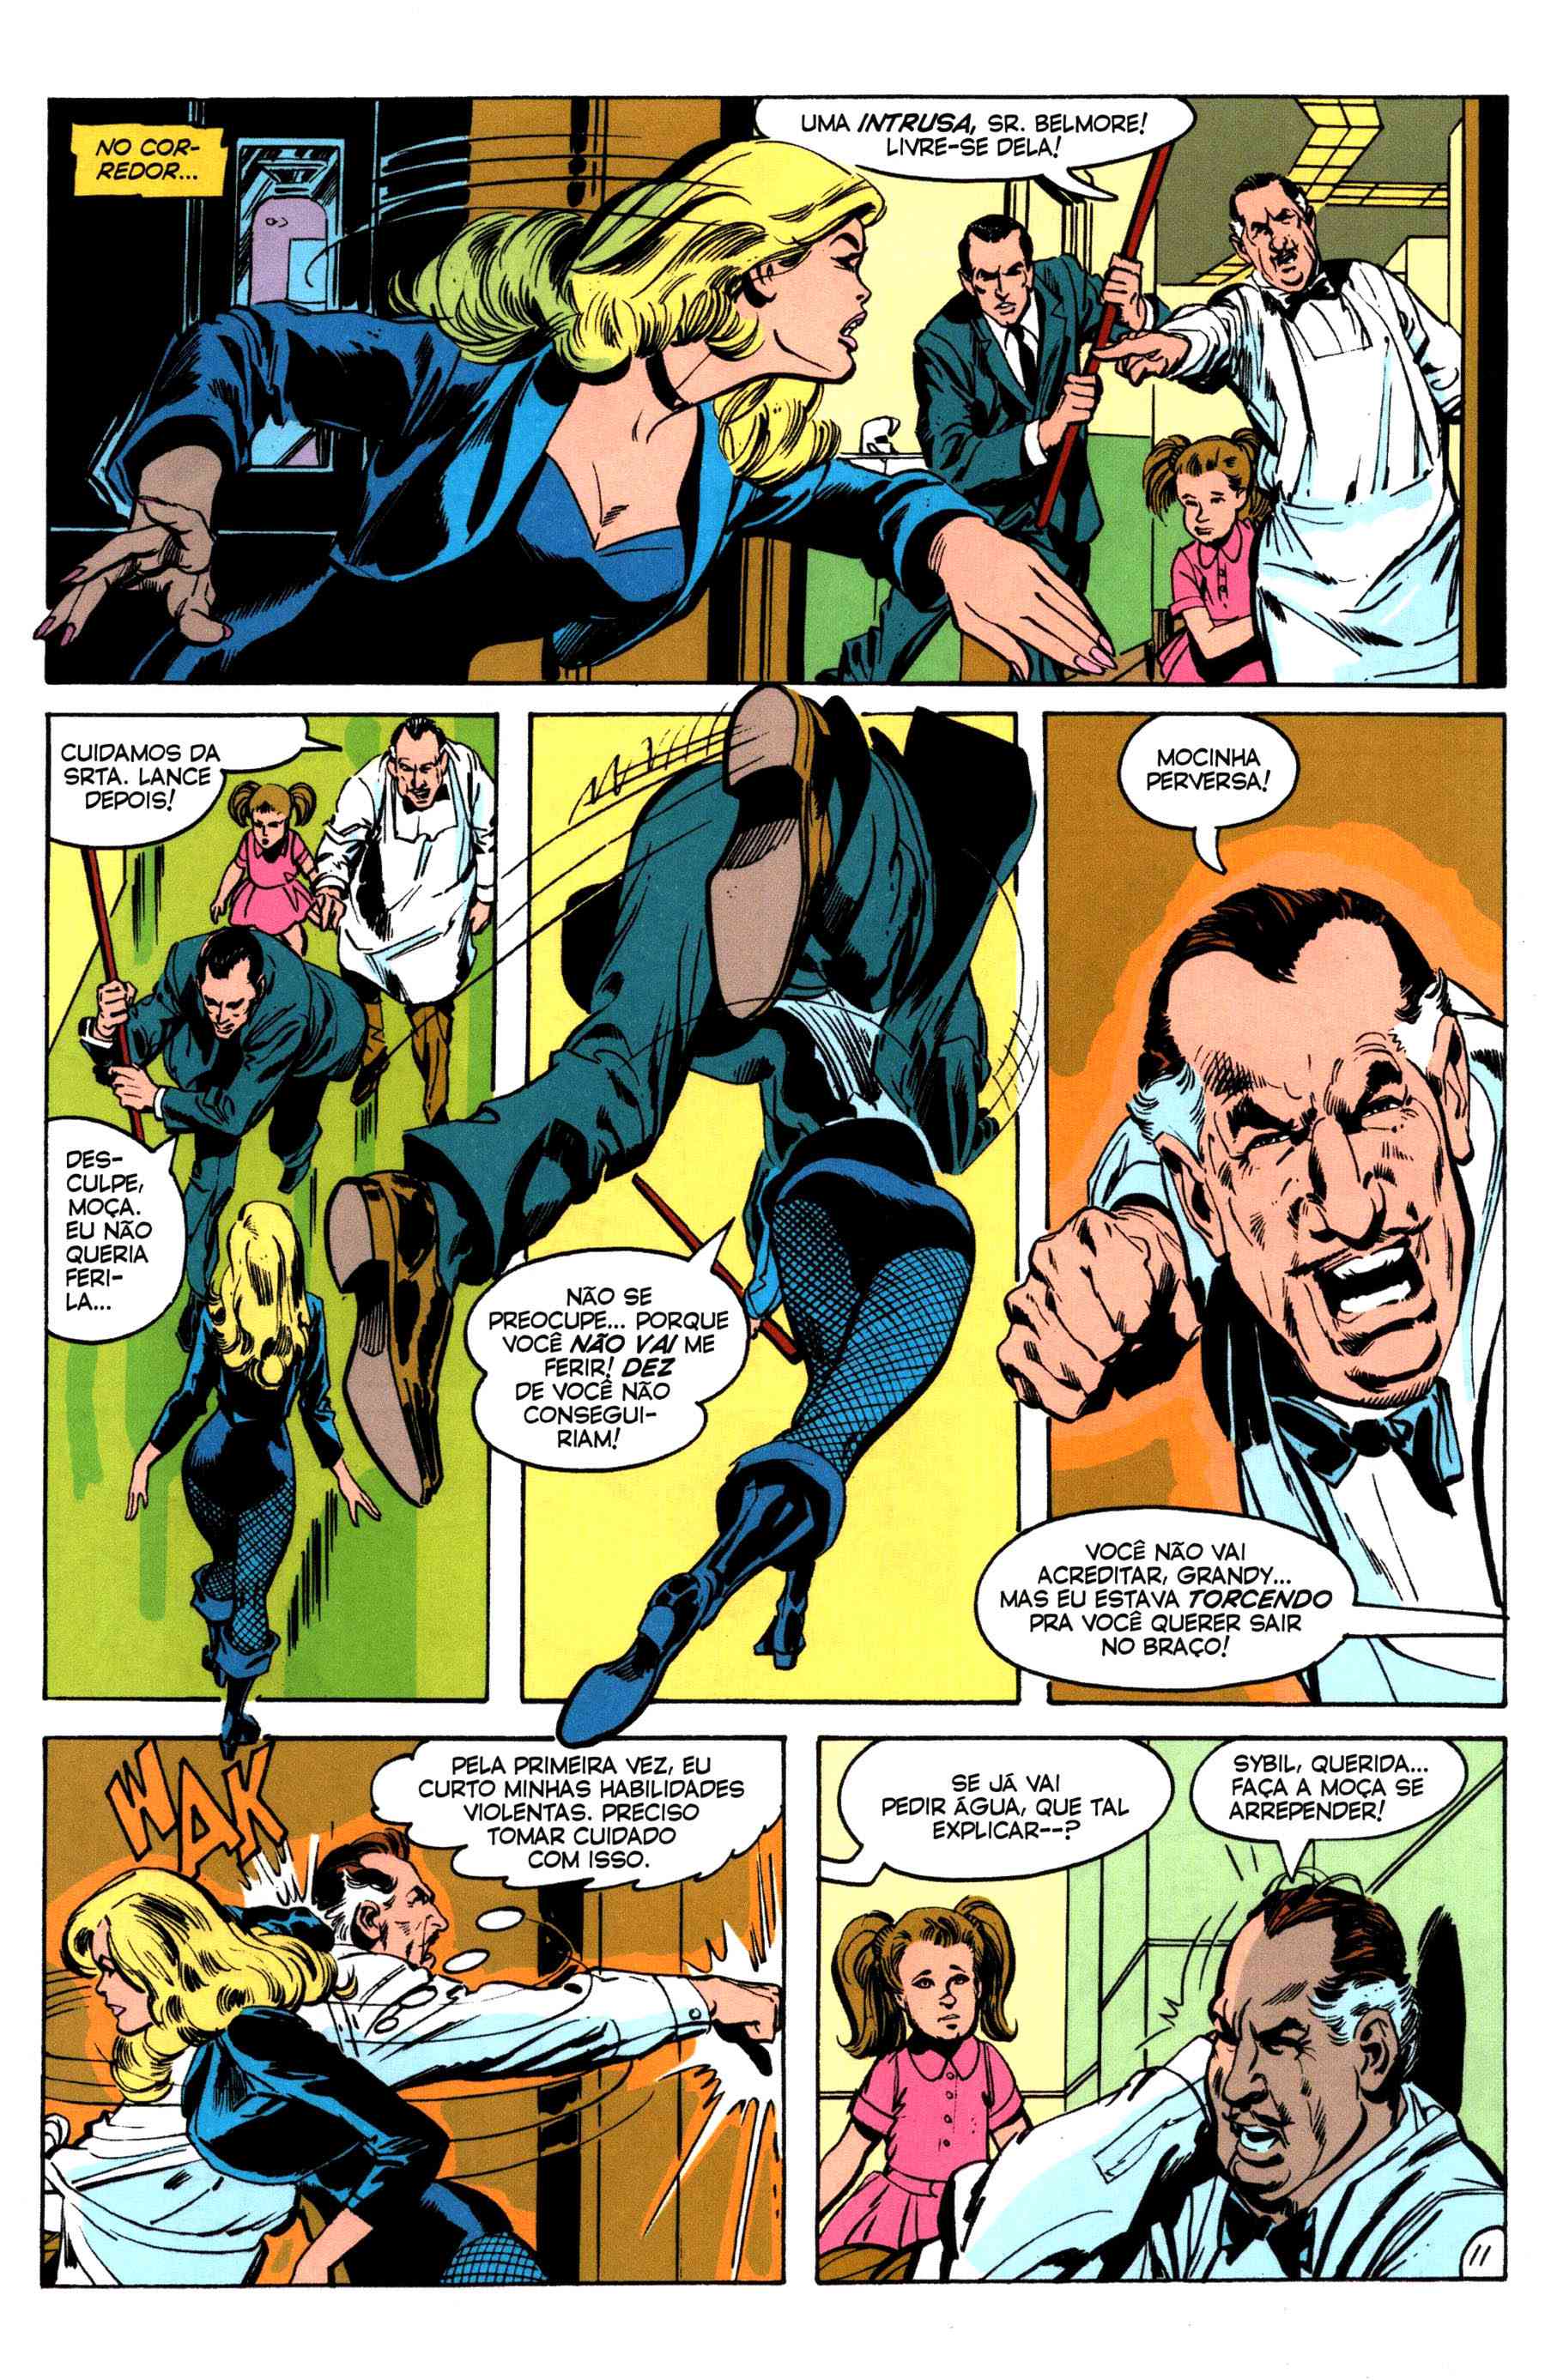 NO COR-
REDOR...
UMA INTRUSA, SR. BELMORE!
LIVRE-SE DELA!
CUIDAMOS DA
SRTA. LANCE
DEPOIS!
DES-
CULPE,
MOÇA.
EU NÃO
QUERIA
FERI-
LA...
NÃO SE
PREOCUPE... PORQUE
VOCÊ NÃO VAI ME
FERIR! DEZ
DE VOCÊ NÃO
CONSEGUI-
RIAM!
MOCINHA
PERVERSA!
VOCÊ NÃO VAI
ACREDITAR, GRANDY...
MAS EU ESTAVA TORCENDO
PRA VOCÊ QUERER SAIR
NO BRAÇO!
WAK
PELA PRIMEIRA VEZ, EU
CURTO MINHAS HABILIDADES
VIOLENTAS. PRECISO
TOMAR CUIDADO
COM ISSO.
SE JÁ VAI
PEDIR ÁGUA, QUE TAL
EXPLICAR--?
SYBIL, QUERIDA...
FAÇA A MOÇA SE
ARREPENDER!
11